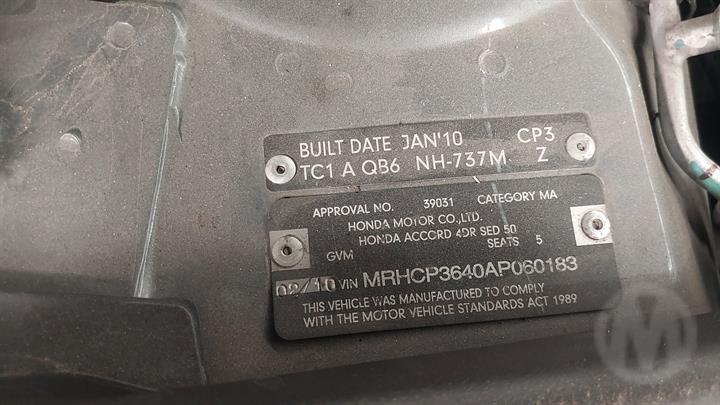 BUILT DATE JAN'10 CP3
TC1 A QB6 NH-737M Z
APPROVAL NO. 39031 CATEGORY MA
HONDA MOTOR CO.,LTD.
HONDA ACCORD 4DR SED 50
GVM SEATS 5
02/10 VIN MRHCP3640AP060183
THIS VEHICLE WAS MANUFACTURED TO COMPLY
WITH THE MOTOR VEHICLE STANDARDS ACT 1989
M